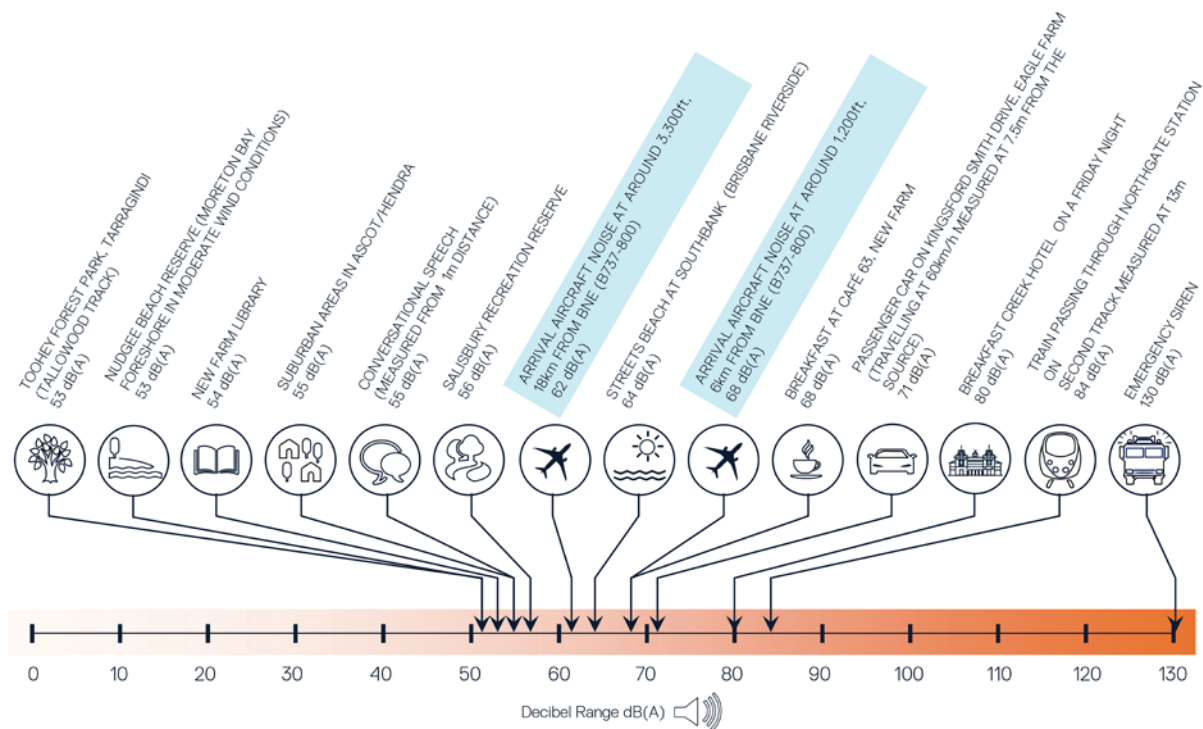 TOOHEY FOREST PARK, TARRAGINDI
(TALLOWOOD TRACK)
53 dB(A)
NUDGEE BEACH RESERVE (MORETON BAY
FORESHORE IN MODERATE WIND CONDITIONS)
53 dB(A)
NEW FARM LIBRARY
54 dB(A)
SUBURBAN AREAS IN ASCOT/HENDRA
55 dB(A)
CONVERSATIONAL SPEECH
(MEASURED FROM 1m DISTANCE)
55 dB(A)
SALISBURY RECREATION RESERVE
56 dB(A)
ARRIVAL AIRCRAFT NOISE AT AROUND 3,300ft.
18km FROM BNE (B737-800)
62 dB(A)
STREETS BEACH AT SOUTHBANK (BRISBANE RIVERSIDE)
64 dB(A)
ARRIVAL AIRCRAFT NOISE AT AROUND 1,200ft.
6km FROM BNE (B737-800)
68 dB(A)
BREAKFAST AT CAFÉ 63, NEW FARM
68 dB(A)
PASSENGER CAR ON KINGSFORD SMITH DRIVE, EAGLE FARM
(TRAVELLING AT 60km/h MEASURED AT 7.5m FROM THE
SOURCE)
71 dB(A)
BREAKFAST CREEK HOTEL ON A FRIDAY NIGHT
80 dB(A)
TRAIN PASSING THROUGH NORTHGATE STATION
ON
SECOND TRACK MEASURED AT 13m
84 dB(A)
EMERGENCY SIREN
130 dB(A)
0 10 20 30 40 50 60 70 80 90 100 110 120 130
Decibel Range dB(A)